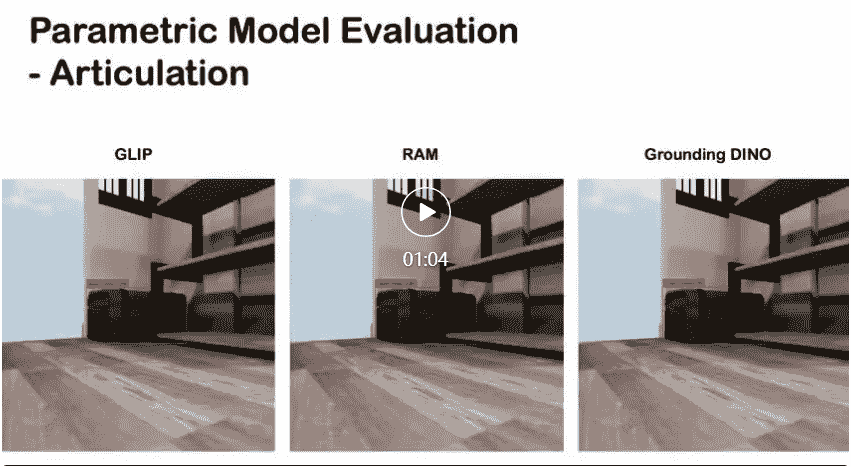 Parametric Model Evaluation
- Articulation
GLIP
RAM
Grounding DINO
01:04